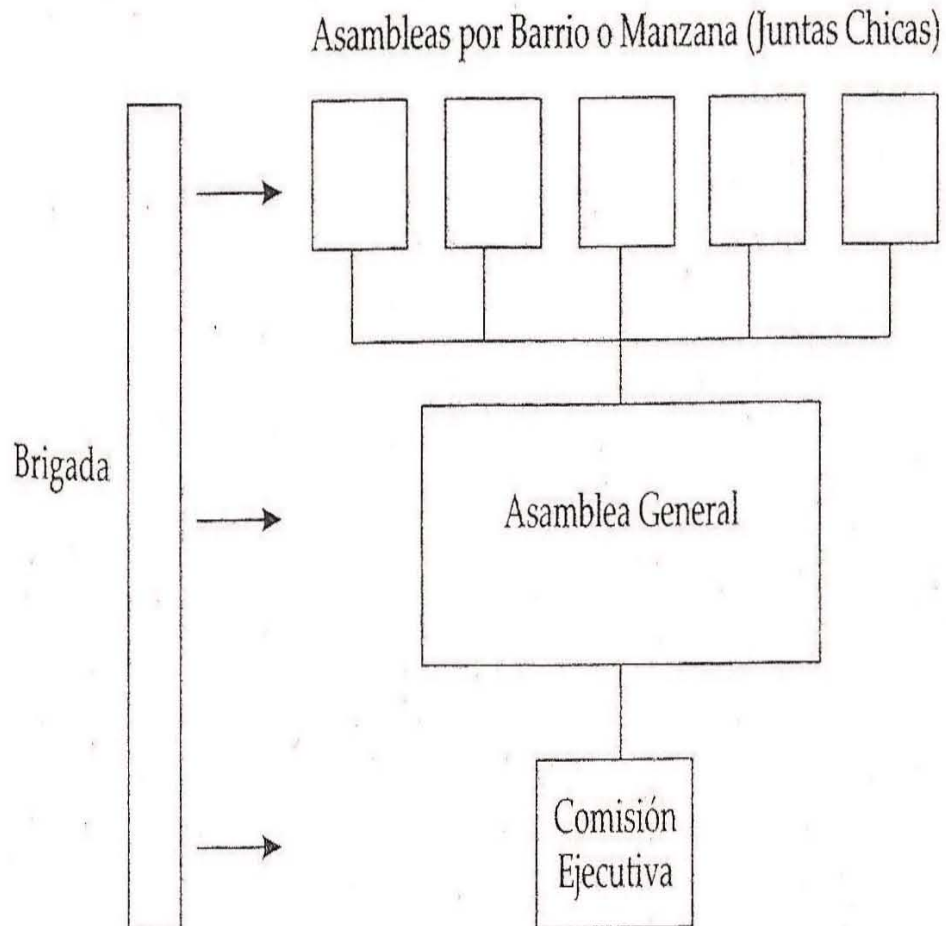 Asambleas por Barrio o Manzana (Juntas Chicas)
Brigada
Asamblea General
Comisión
Ejecutiva